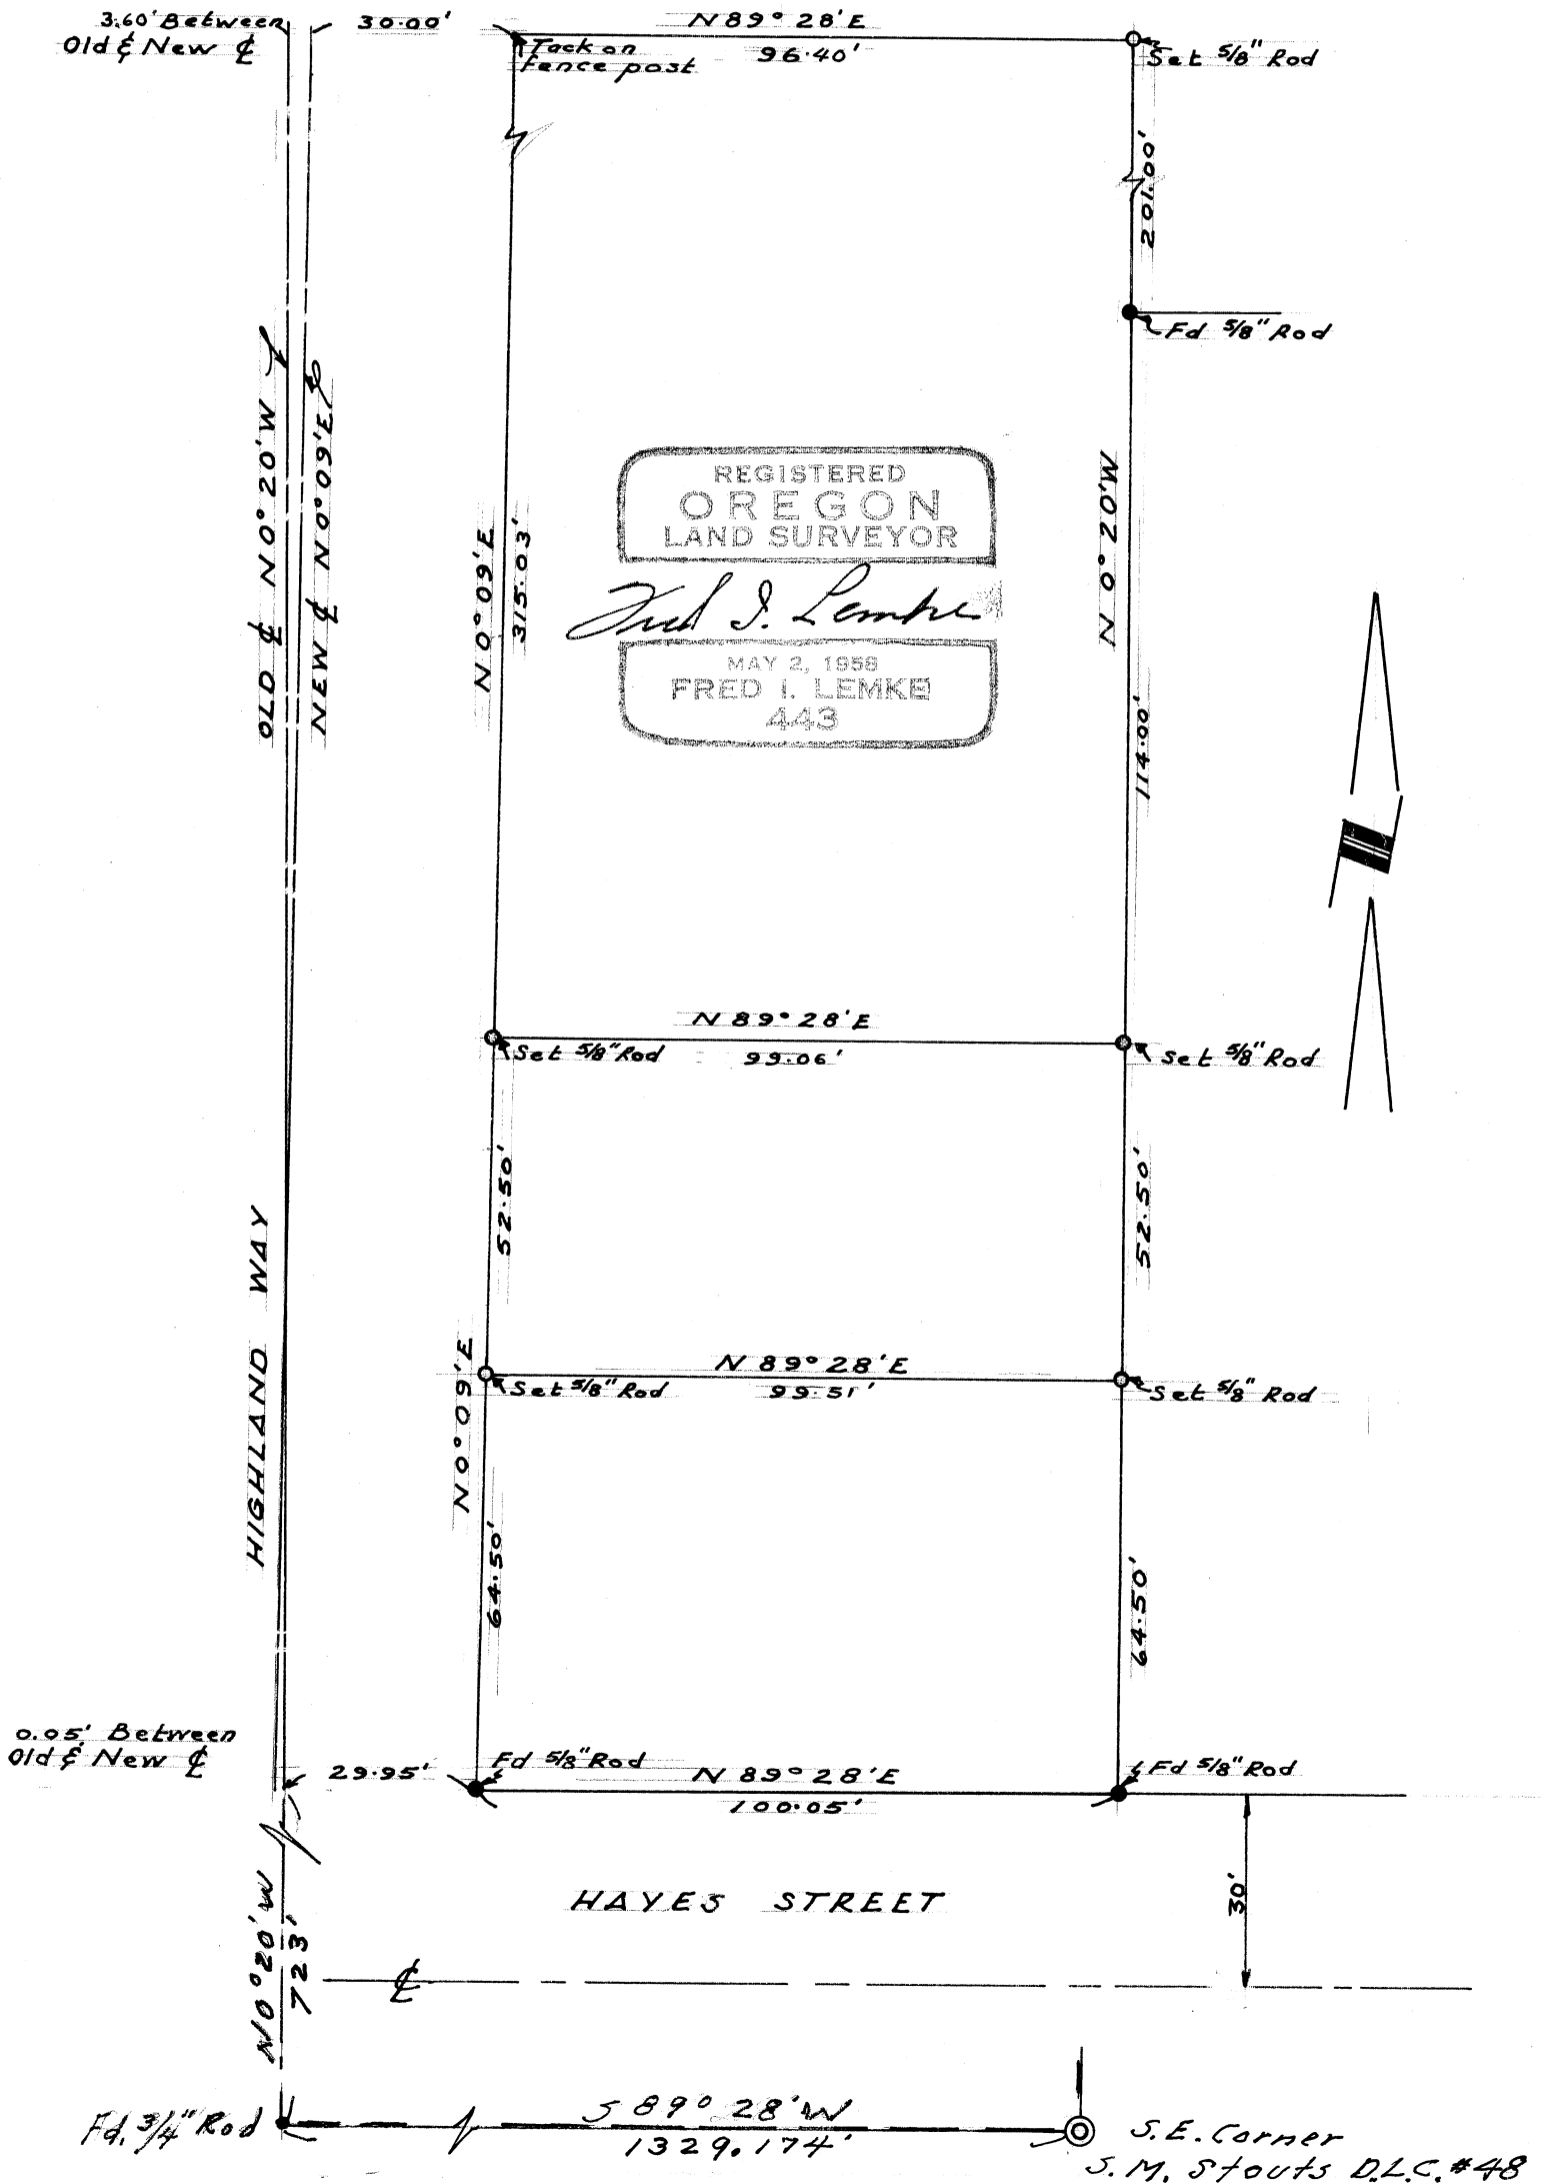 3.60' Between
Old & New ℄
30.00'
N 89° 28' E
96.40'
Tack on
Fence post
Set 5/8" Rod
201.00'
Fd 5/8" Rod
OLD ℄ N 0° 20' W
NEW ℄ N 0° 09' E
N 0° 09' E
315.03'
REGISTERED
OREGON
LAND SURVEYOR
Fred I. Lemke
MAY 2, 1958
FRED I. LEMKE
443
N 0° 20' W
114.00'
N 89° 28' E
99.06'
Set 5/8" Rod
Set 5/8" Rod
52.50'
52.50'
HIGHLAND WAY
N 0° 09' E
N 89° 28' E
99.51'
Set 5/8" Rod
Set 5/8" Rod
64.50'
64.50'
0.05' Between
Old & New ℄
29.95'
Fd 5/8" Rod
N 89° 28' E
100.05'
Fd 5/8" Rod
HAYES STREET
30'
℄
N 0° 20' W
723'
Fd. 3/4" Rod
S 89° 28' W
1329.174'
S.E. Corner
S. M. Stouts D.L.C. #48